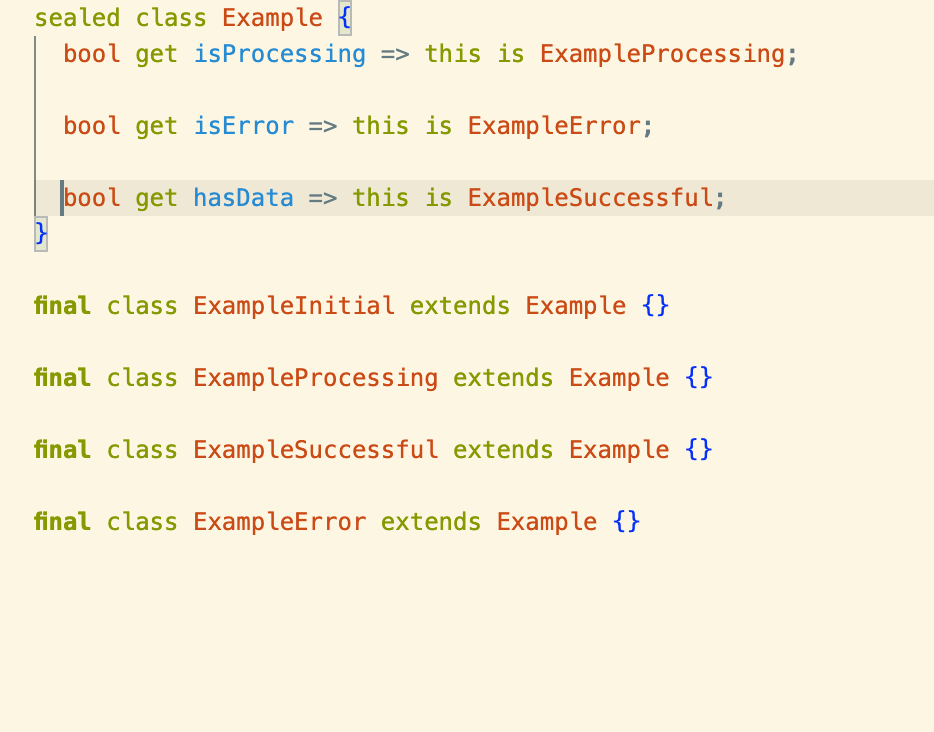 sealed class Example {
  bool get isProcessing => this is ExampleProcessing;
  bool get isError => this is ExampleError;
  bool get hasData => this is ExampleSuccessful;
}
final class ExampleInitial extends Example {}
final class ExampleProcessing extends Example {}
final class ExampleSuccessful extends Example {}
final class ExampleError extends Example {}